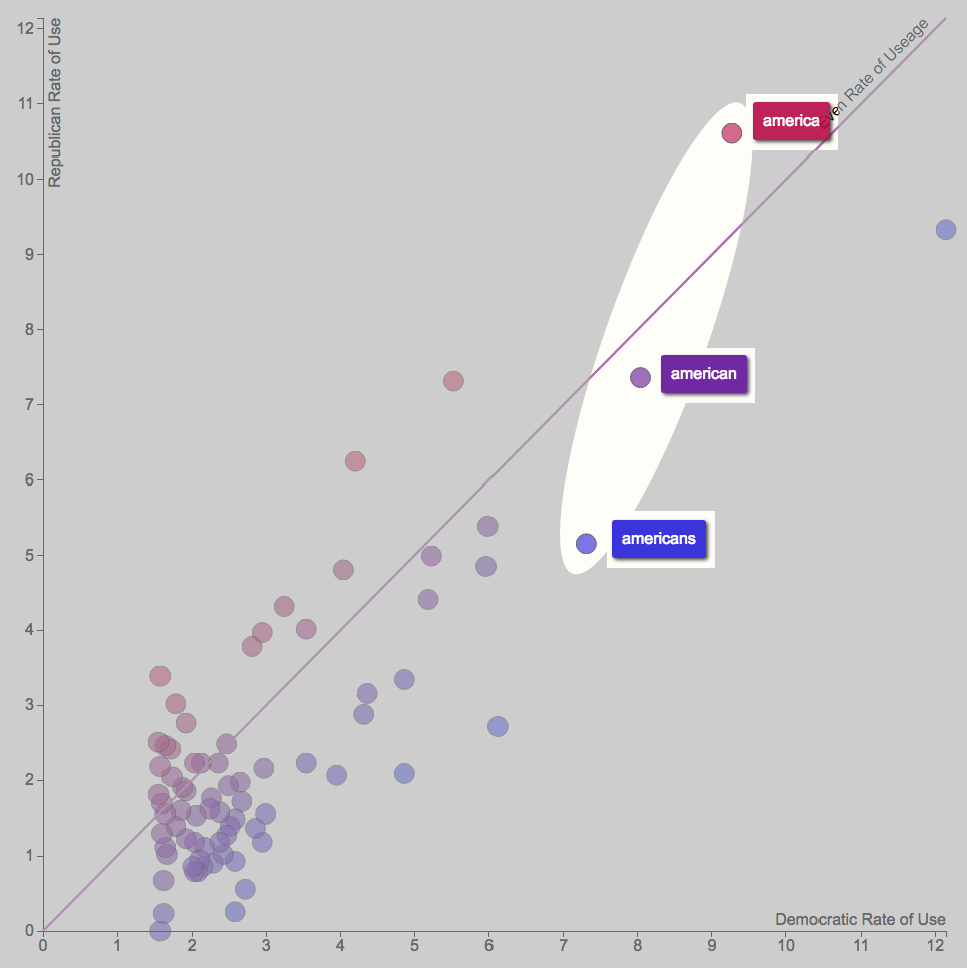 12
Republican Rate of Use
even Rate of Useage
11
america
10
9
8
american
7
6
5
americans
4
3
2
1
0
Democratic Rate of Use
0 1 2 3 4 5 6 7 8 9 10 11 12